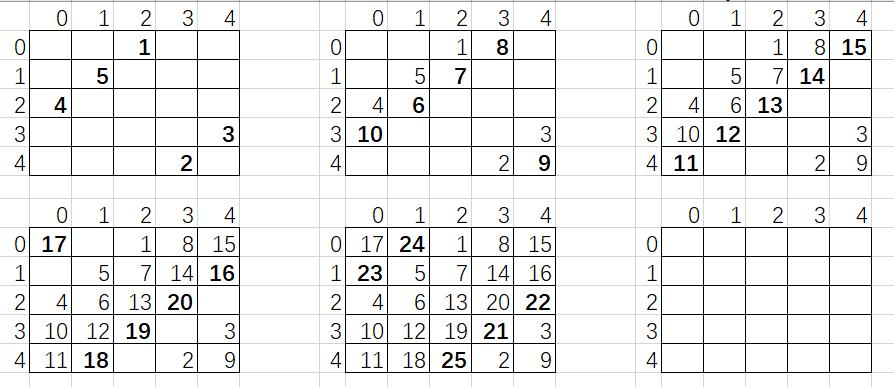 0 1 2 3 4
0 1
1 5
2 4
3 3
4 2
0 1 2 3 4
0 1 8
1 5 7
2 4 6
3 10 3
4 2 9
0 1 2 3 4
0 1 8 15
1 5 7 14
2 4 6 13
3 10 12 3
4 11 2 9
0 1 2 3 4
0 17 1 8 15
1 5 7 14 16
2 4 6 13 20
3 10 12 19 3
4 11 18 2 9
0 1 2 3 4
0 17 24 1 8 15
1 23 5 7 14 16
2 4 6 13 20 22
3 10 12 19 21 3
4 11 18 25 2 9
0 1 2 3 4
0
1
2
3
4